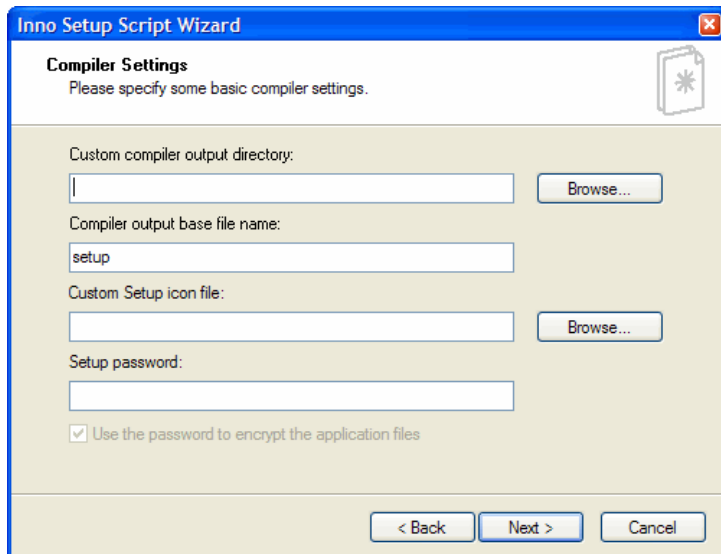 Inno Setup Script Wizard
Compiler Settings
Please specify some basic compiler settings.
Custom compiler output directory:
Browse...
Compiler output base file name:
setup
Custom Setup icon file:
Browse...
Setup password:
Use the password to encrypt the application files
< Back Next > Cancel